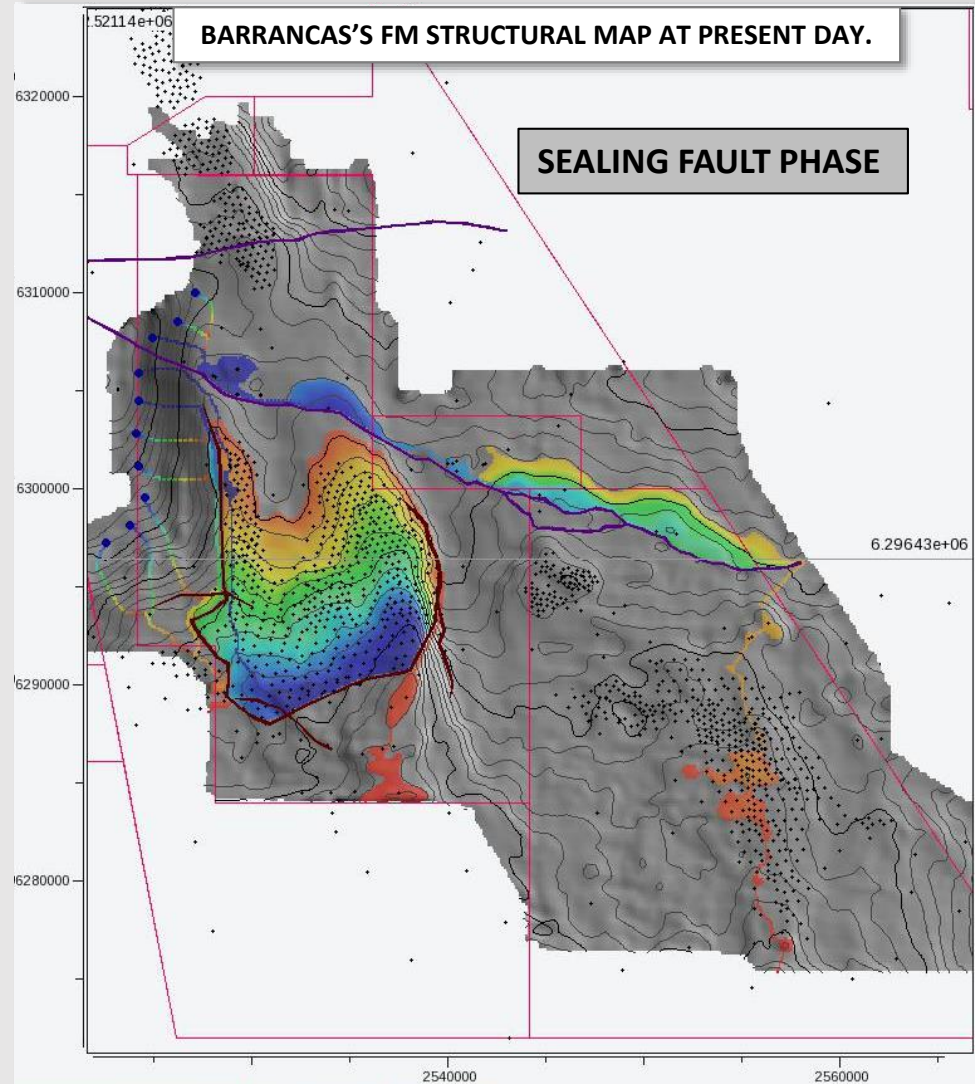 .52114e+06
BARRANCAS'S FM STRUCTURAL MAP AT PRESENT DAY.
6320000
SEALING FAULT PHASE
6310000
6300000
6.29643e+06
6290000
6280000
2540000
2560000